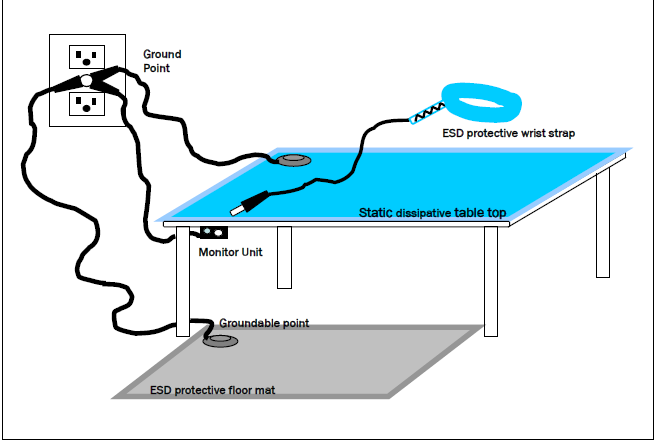 Ground
Point
ESD protective wrist strap
Static dissipative table top
Monitor Unit
Groundable point
ESD protective floor mat